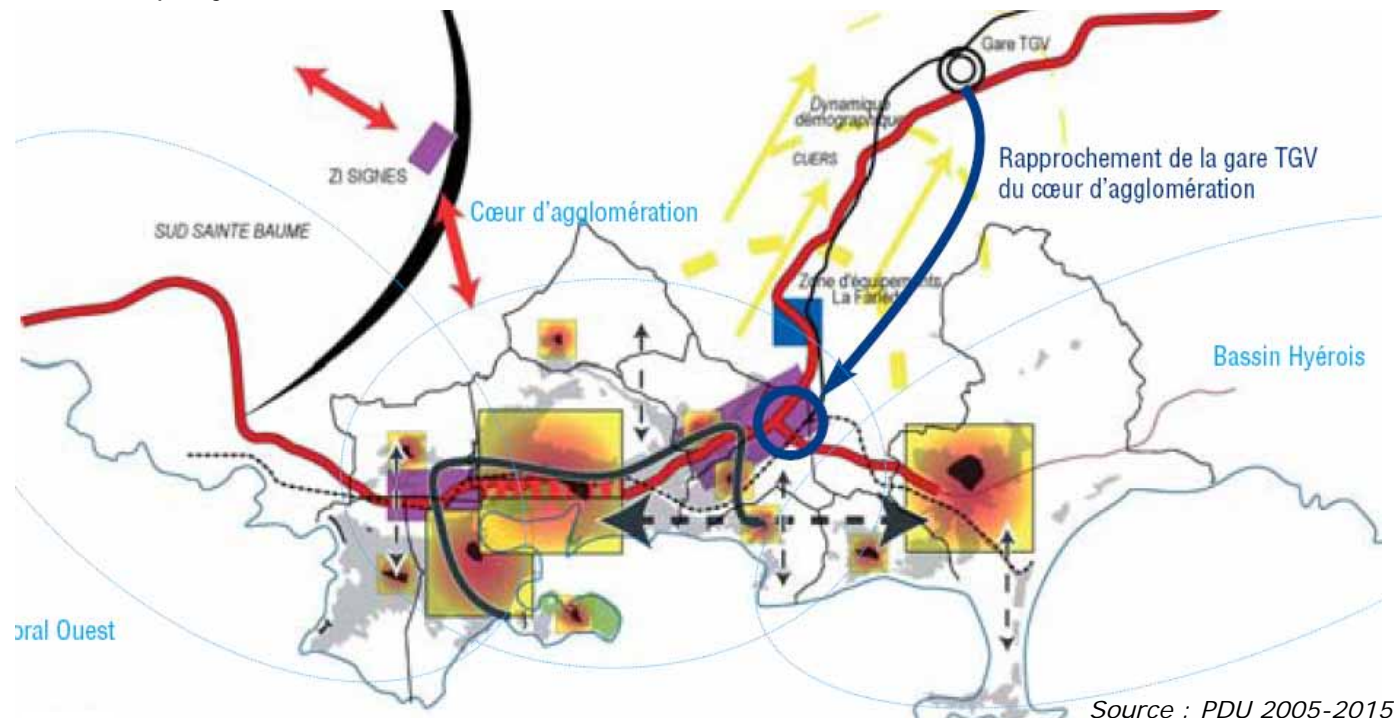 Gare TGV
Dynamique
démographique
CUERS
Rapprochement de la gare TGV
du cœur d'agglomération
ZI SIGNES
Cœur d'agglomération
SUD SAINTE BAUME
Zone d'équipements
La Farlède
Bassin Hyérois
oral Ouest
Source : PDU 2005-2015